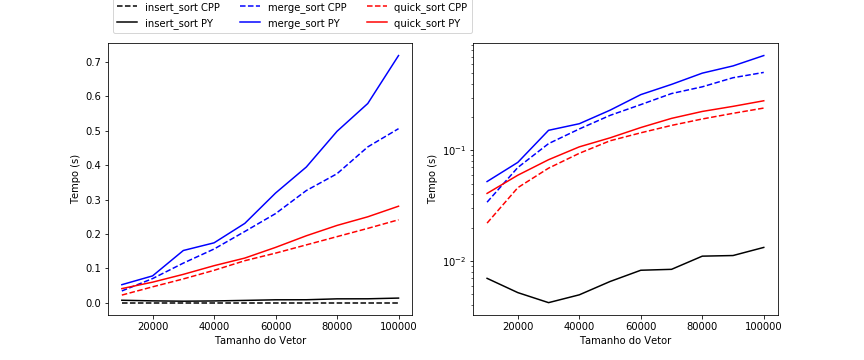 insert_sort CPP
insert_sort PY
merge_sort CPP
merge_sort PY
quick_sort CPP
quick_sort PY
Tempo (s)
0.7
0.6
0.5
0.4
0.3
0.2
0.1
0.0
20000 40000 60000 80000 100000
Tamanho do Vetor
Tempo (s)
10⁻¹
10⁻²
20000 40000 60000 80000 100000
Tamanho do Vetor